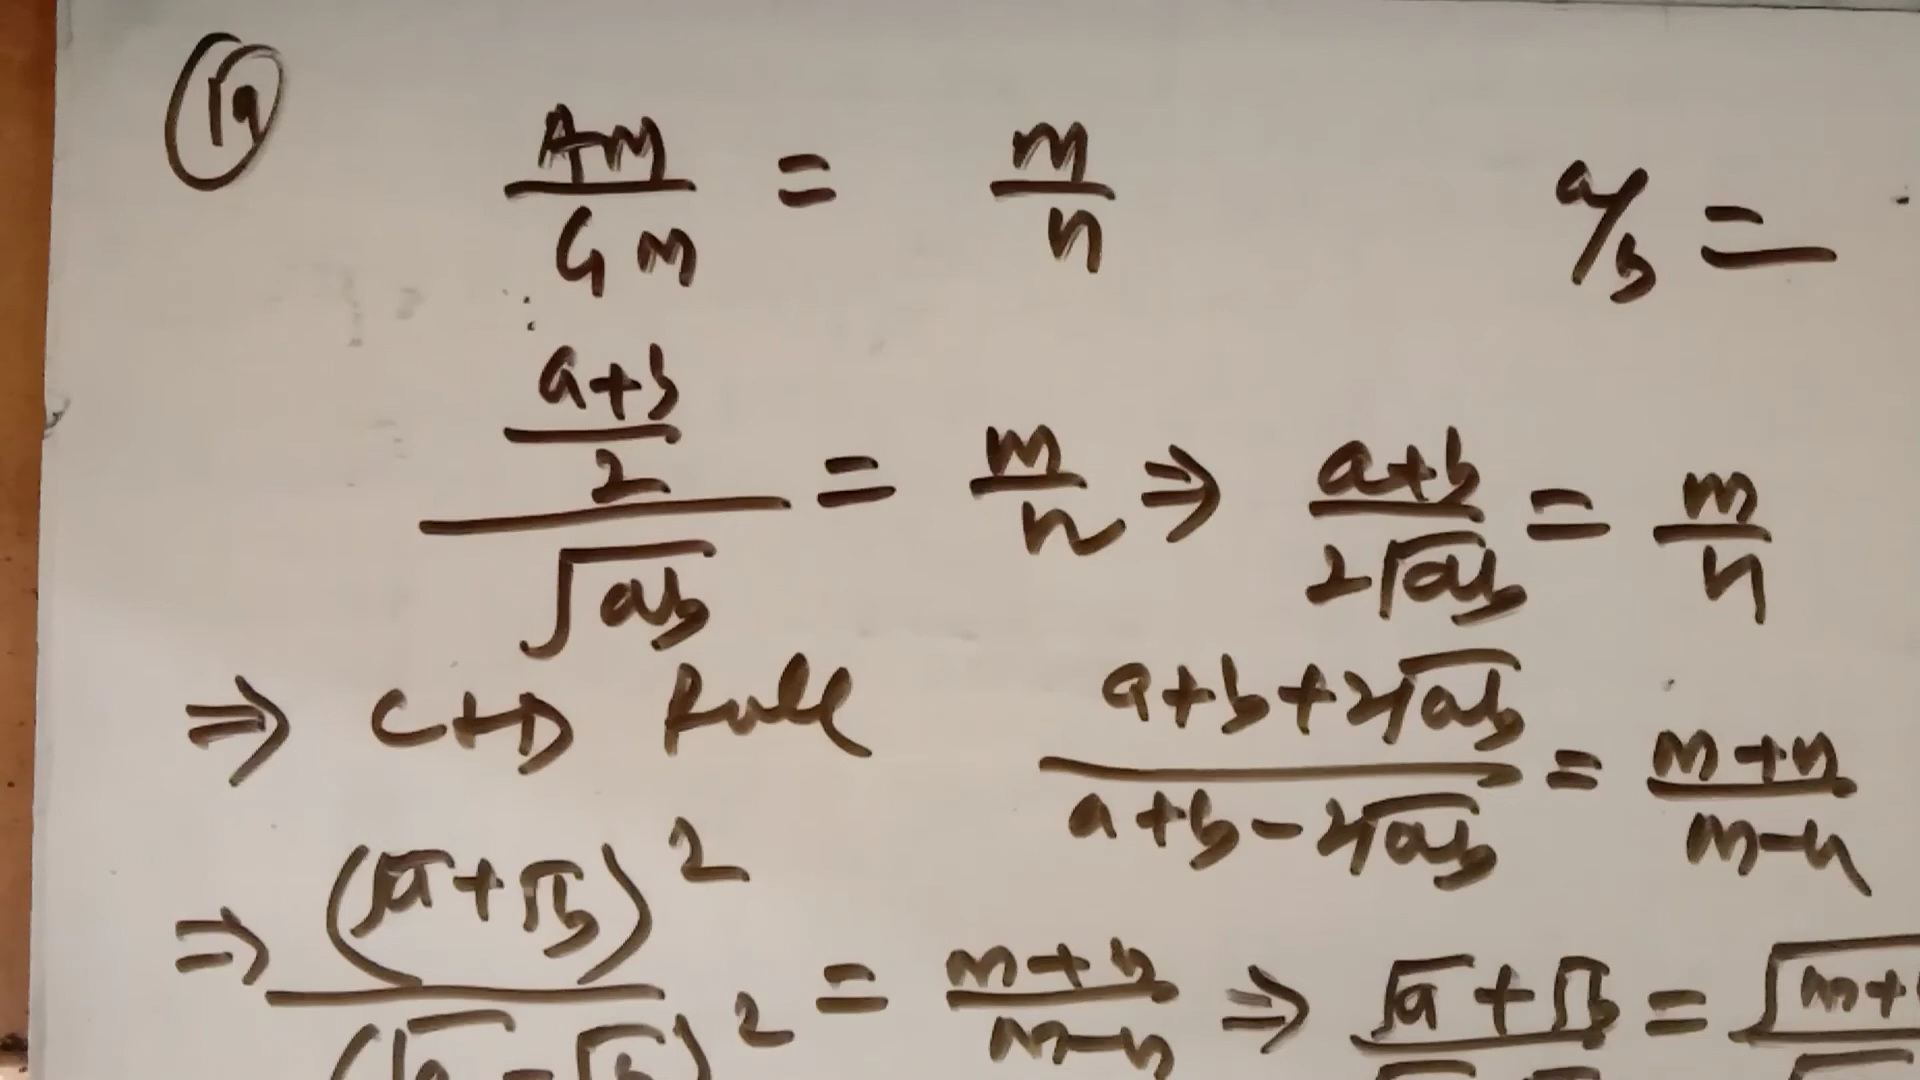 19
AM/GM = m/n a/b =
((a+b)/2)/√ab = m/n ⇒ (a+b)/(2√ab) = m/n
⇒ C+D Rule (a+b+2√ab)/(a+b-2√ab) = (m+n)/(m-n)
⇒ (√a+√b)²/(√a-√b)² = (m+n)/(m-n) ⇒ √a+√b = √m+